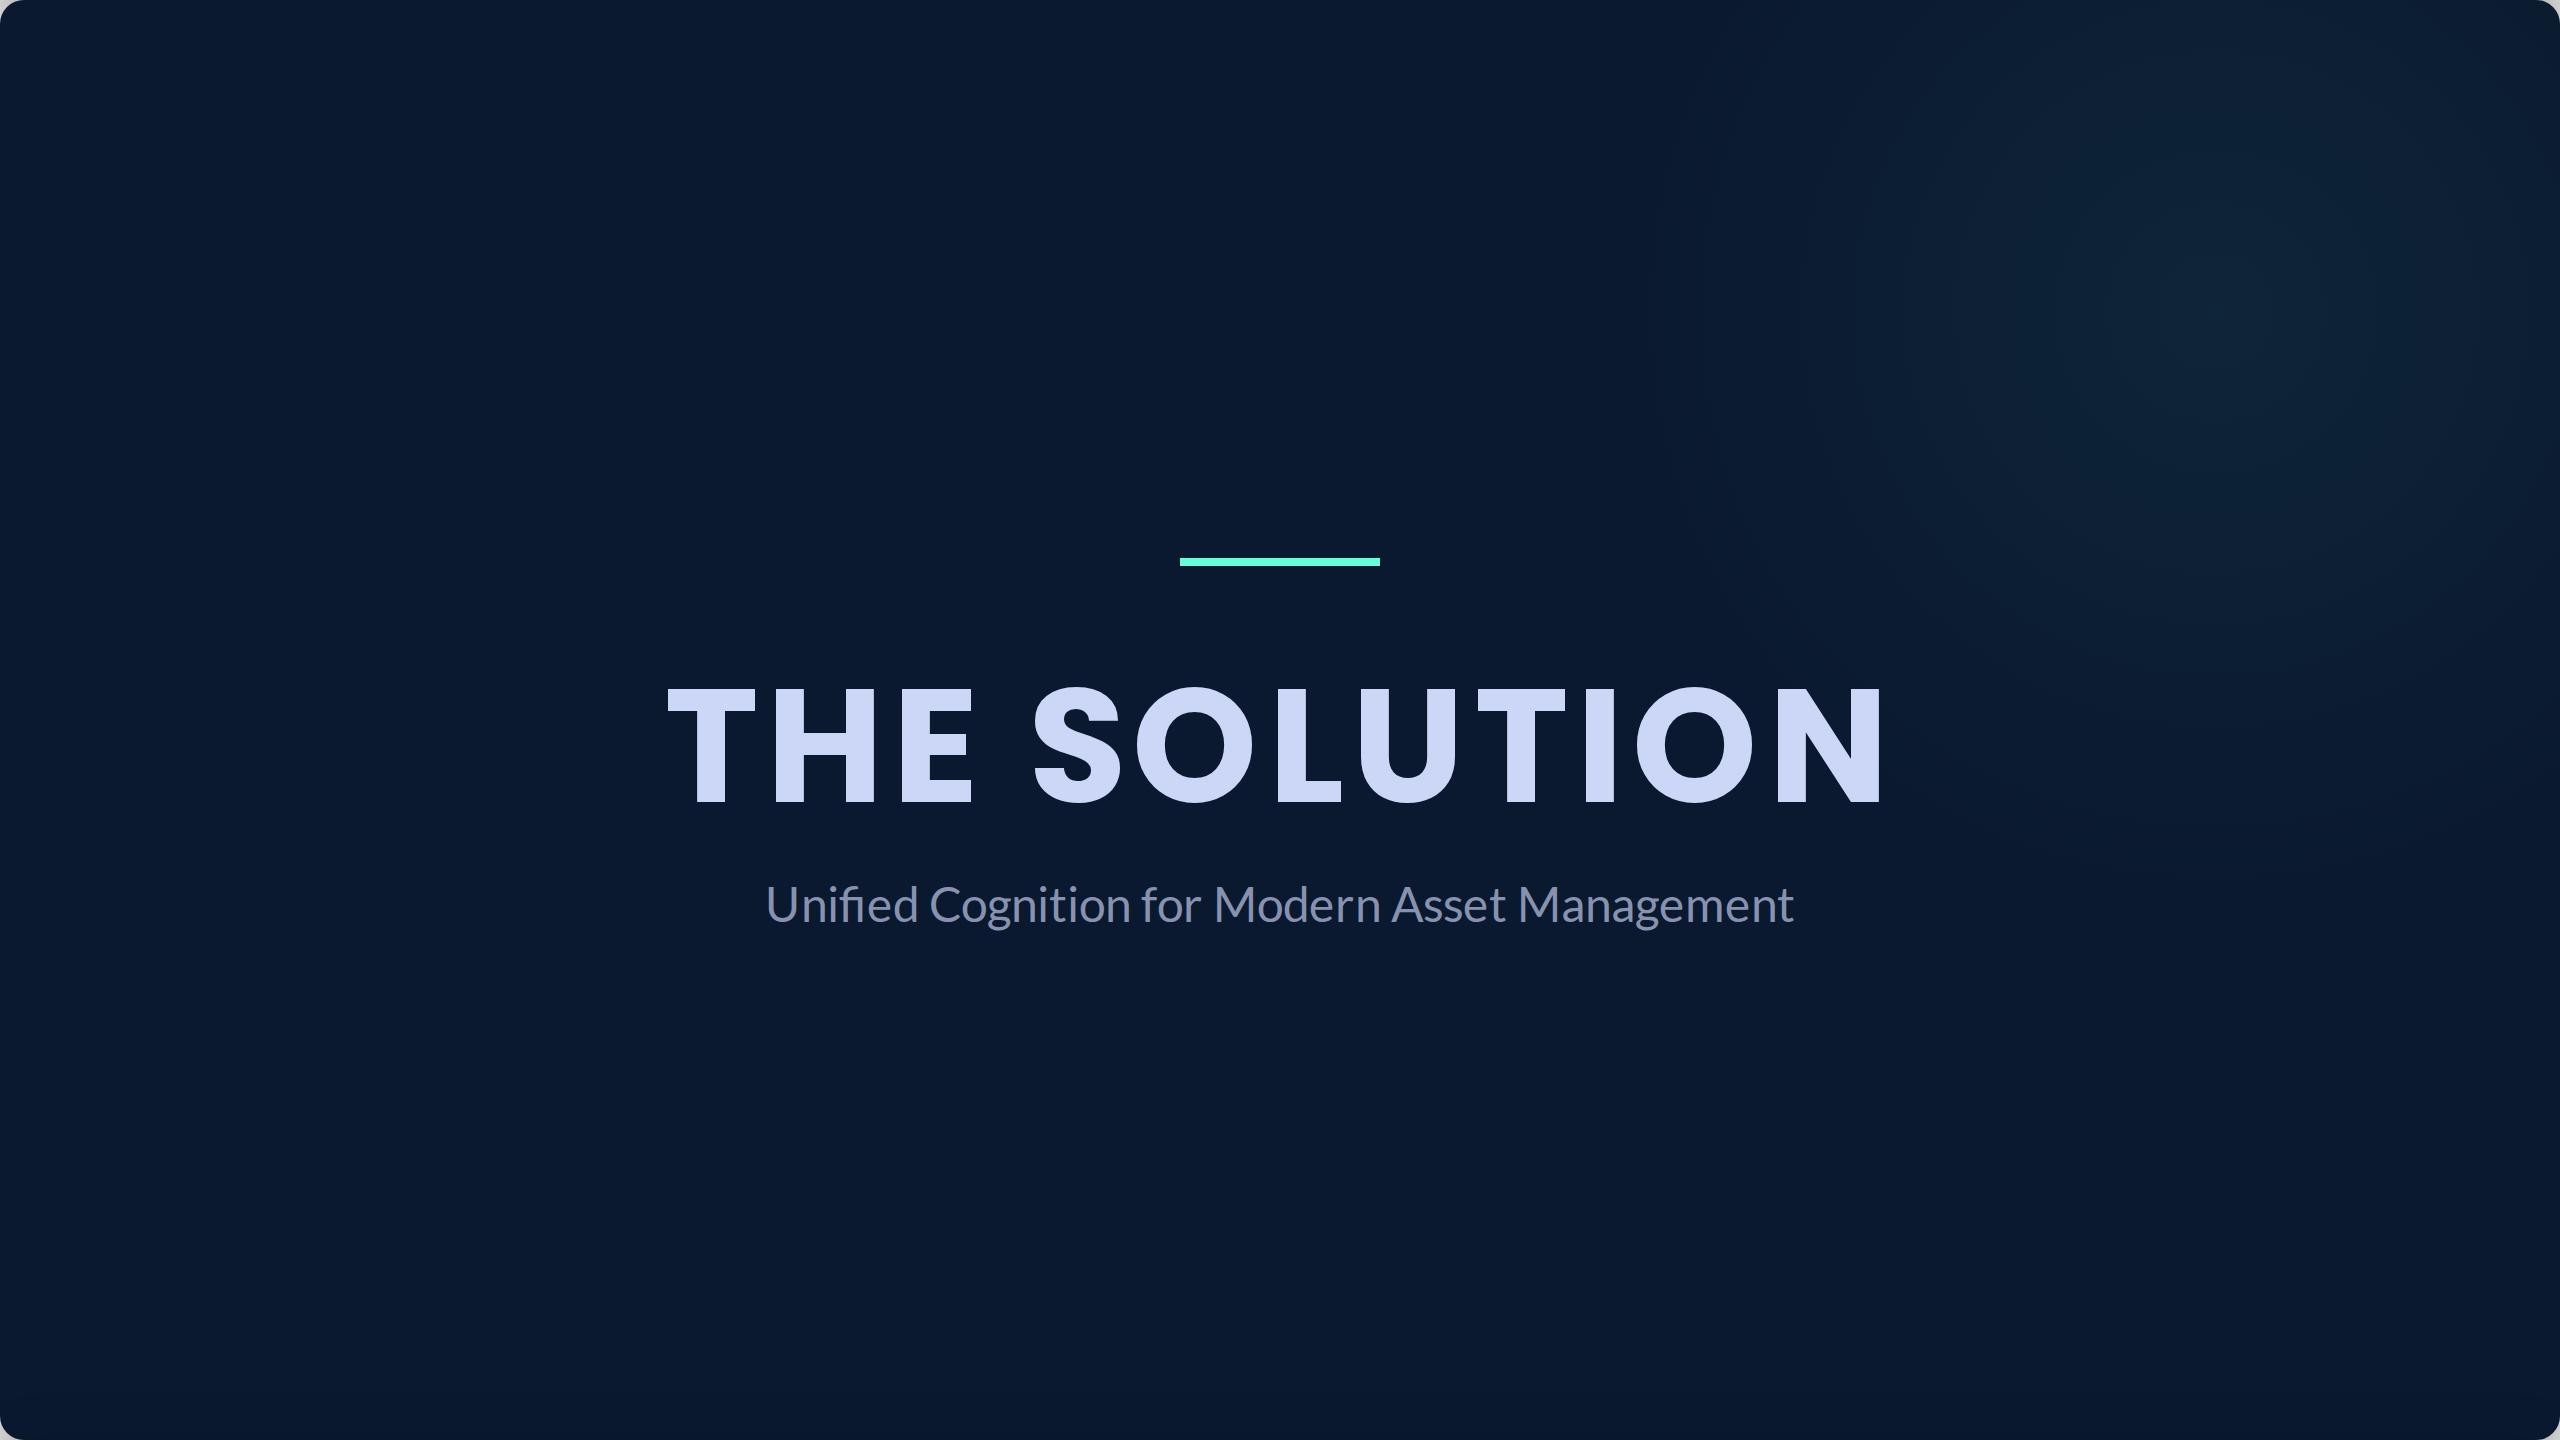 THE SOLUTION
Unified Cognition for Modern Asset Management